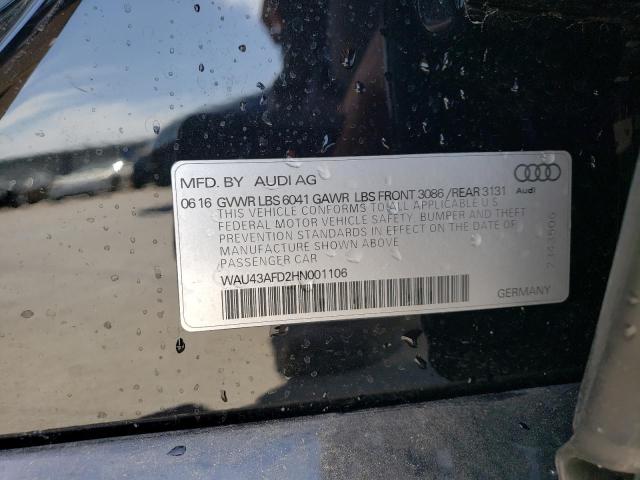 MFD. BY AUDI AG
06 16 GVWR LBS 6041 GAWR LBS FRONT 3086 / REAR 3131
Audi
THIS VEHICLE CONFORMS TO ALL APPLICABLE U.S
FEDERAL MOTOR VEHICLE SAFETY, BUMPER AND THEFT
PREVENTION STANDARDS IN EFFECT ON THE DATE OF
MANUFACTURE SHOWN ABOVE
PASSENGER CAR
WAU43AFD2HN001106
GERMANY